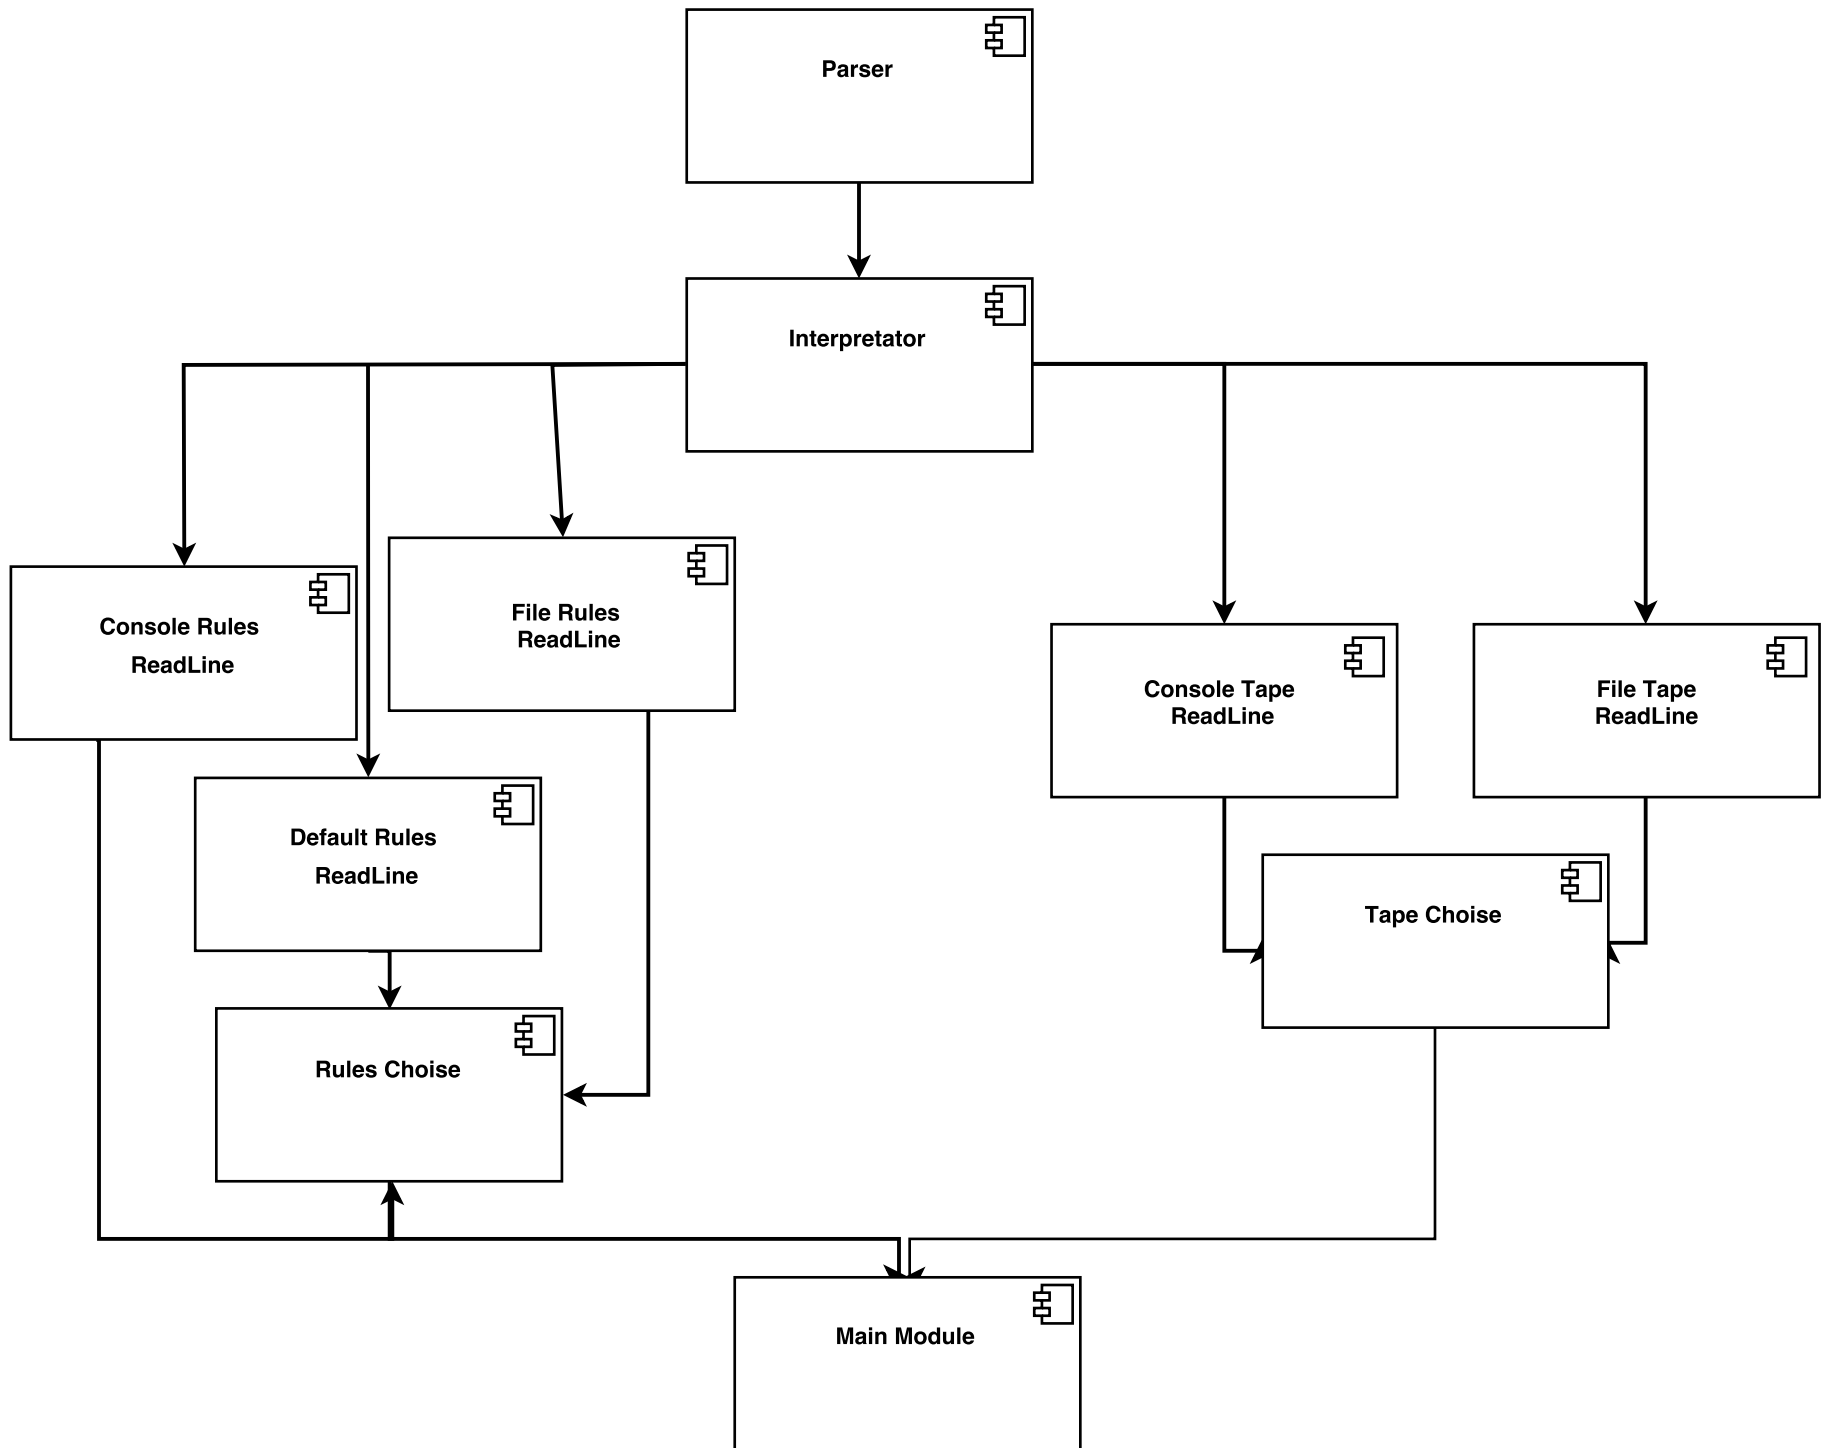 Parser
Interpretator
Console Rules
ReadLine
File Rules
ReadLine
Console Tape
ReadLine
File Tape
ReadLine
Default Rules
ReadLine
Tape Choise
Rules Choise
Main Module